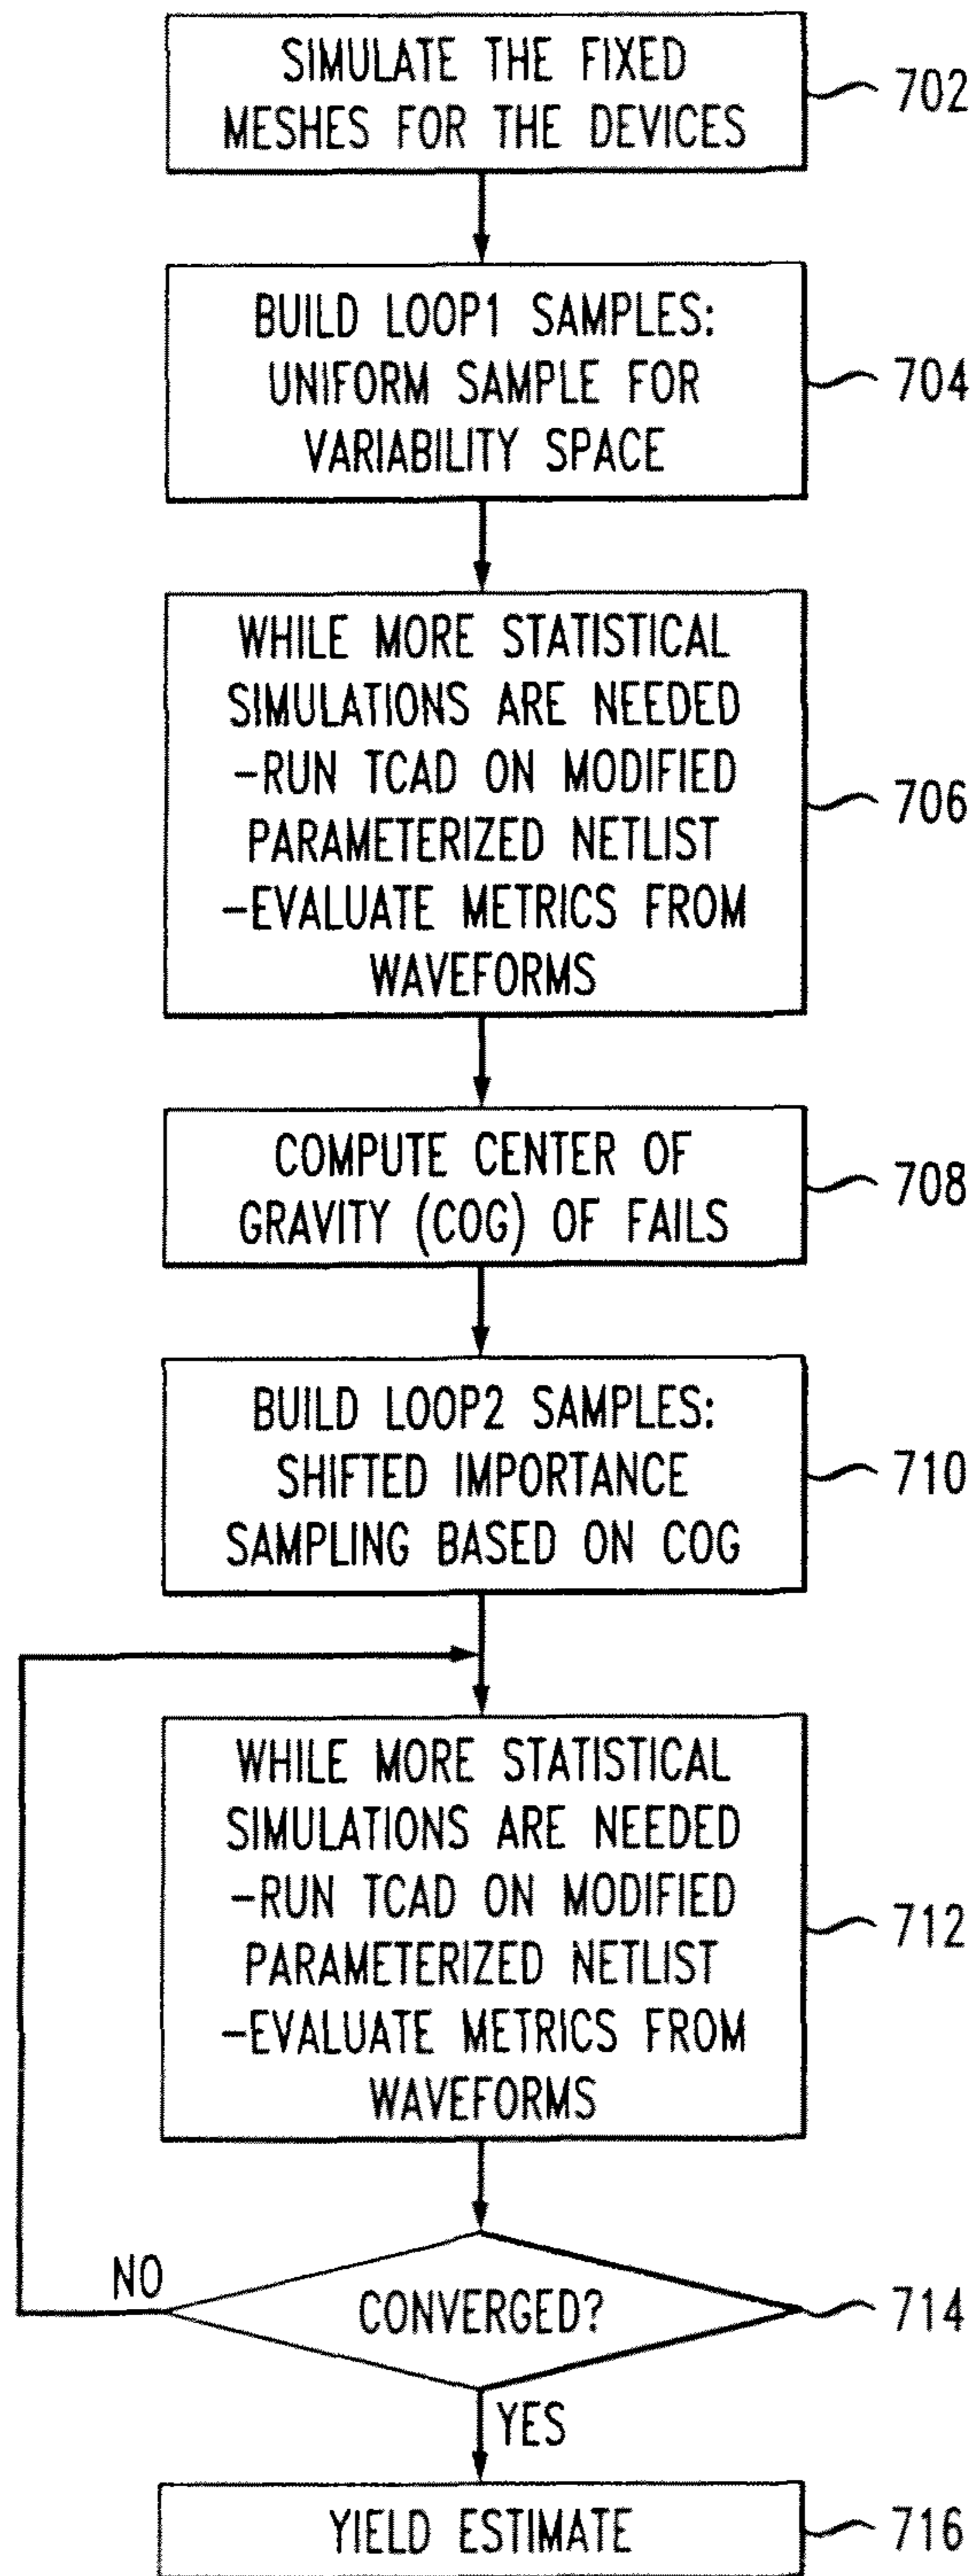 SIMULATE THE FIXED
MESHES FOR THE DEVICES
702
BUILD LOOP1 SAMPLES:
UNIFORM SAMPLE FOR
VARIABILITY SPACE
704
WHILE MORE STATISTICAL
SIMULATIONS ARE NEEDED
-RUN TCAD ON MODIFIED
PARAMETERIZED NETLIST
-EVALUATE METRICS FROM
WAVEFORMS
706
COMPUTE CENTER OF
GRAVITY (COG) OF FAILS
708
BUILD LOOP2 SAMPLES:
SHIFTED IMPORTANCE
SAMPLING BASED ON COG
710
WHILE MORE STATISTICAL
SIMULATIONS ARE NEEDED
-RUN TCAD ON MODIFIED
PARAMETERIZED NETLIST
-EVALUATE METRICS FROM
WAVEFORMS
712
NO
CONVERGED?
714
YES
YIELD ESTIMATE
716